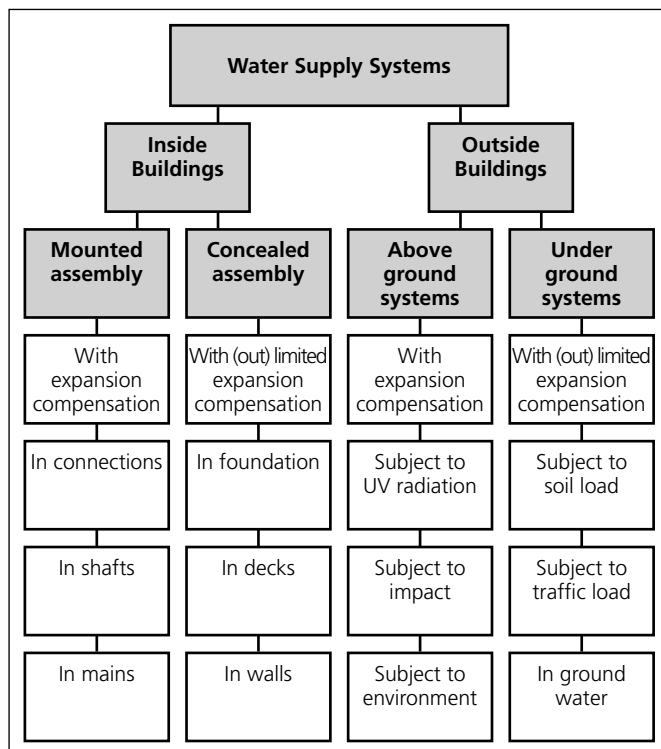 Water Supply Systems
Inside
Buildings
Outside
Buildings
Mounted
assembly
Concealed
assembly
Above
ground
systems
Under
ground
systems
With
expansion
compensation
With (out) limited
expansion
compensation
With
expansion
compensation
With (out) limited
expansion
compensation
In connections
In foundation
Subject to
UV radiation
Subject to
soil load
In shafts
In decks
Subject to
impact
Subject to
traffic load
In mains
In walls
Subject to
environment
In ground
water